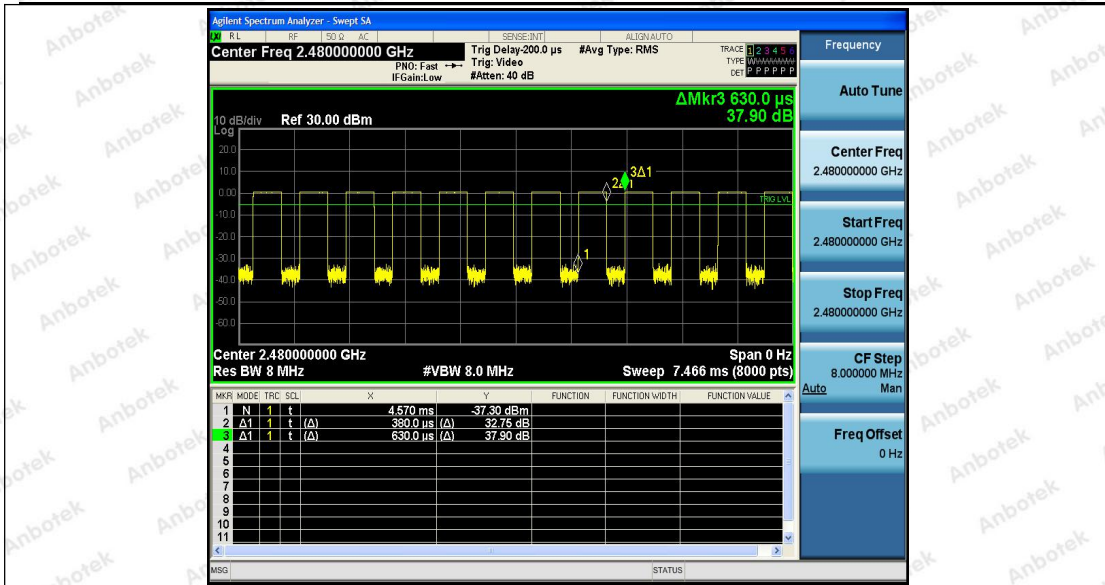 Agilent Spectrum Analyzer - Swept SA
RL RF 50 Ω AC SENSE:INT ALIGN AUTO
Center Freq 2.480000000 GHz
PNO: Fast
IFGain:Low
Trig Delay-200.0 µs
Trig: Video
#Atten: 40 dB
#Avg Type: RMS
TRACE 1 2 3 4 5 6
TYPE
DET P P P P P P
ΔMkr3 630.0 µs
37.90 dB
10 dB/div Ref 30.00 dBm
Log
20.0
10.0
0.00
-10.0
-20.0
-30.0
-40.0
-50.0
-60.0
3Δ1
TRIG LVL
1
Center 2.480000000 GHz Span 0 Hz
Res BW 8 MHz #VBW 8.0 MHz Sweep 7.466 ms (8000 pts)
MKR MODE TRC SCL X Y FUNCTION FUNCTION WIDTH FUNCTION VALUE
1 N 1 t 4.570 ms -37.30 dBm
2 Δ1 1 t (Δ) 380.0 µs (Δ) 32.75 dB
3 Δ1 1 t (Δ) 630.0 µs (Δ) 37.90 dB
4
5
6
7
8
9
10
11
MSG STATUS
Frequency
Auto Tune
Center Freq
2.480000000 GHz
Start Freq
2.480000000 GHz
Stop Freq
2.480000000 GHz
CF Step
8.000000 MHz
Auto Man
Freq Offset
0 Hz
Anbotek